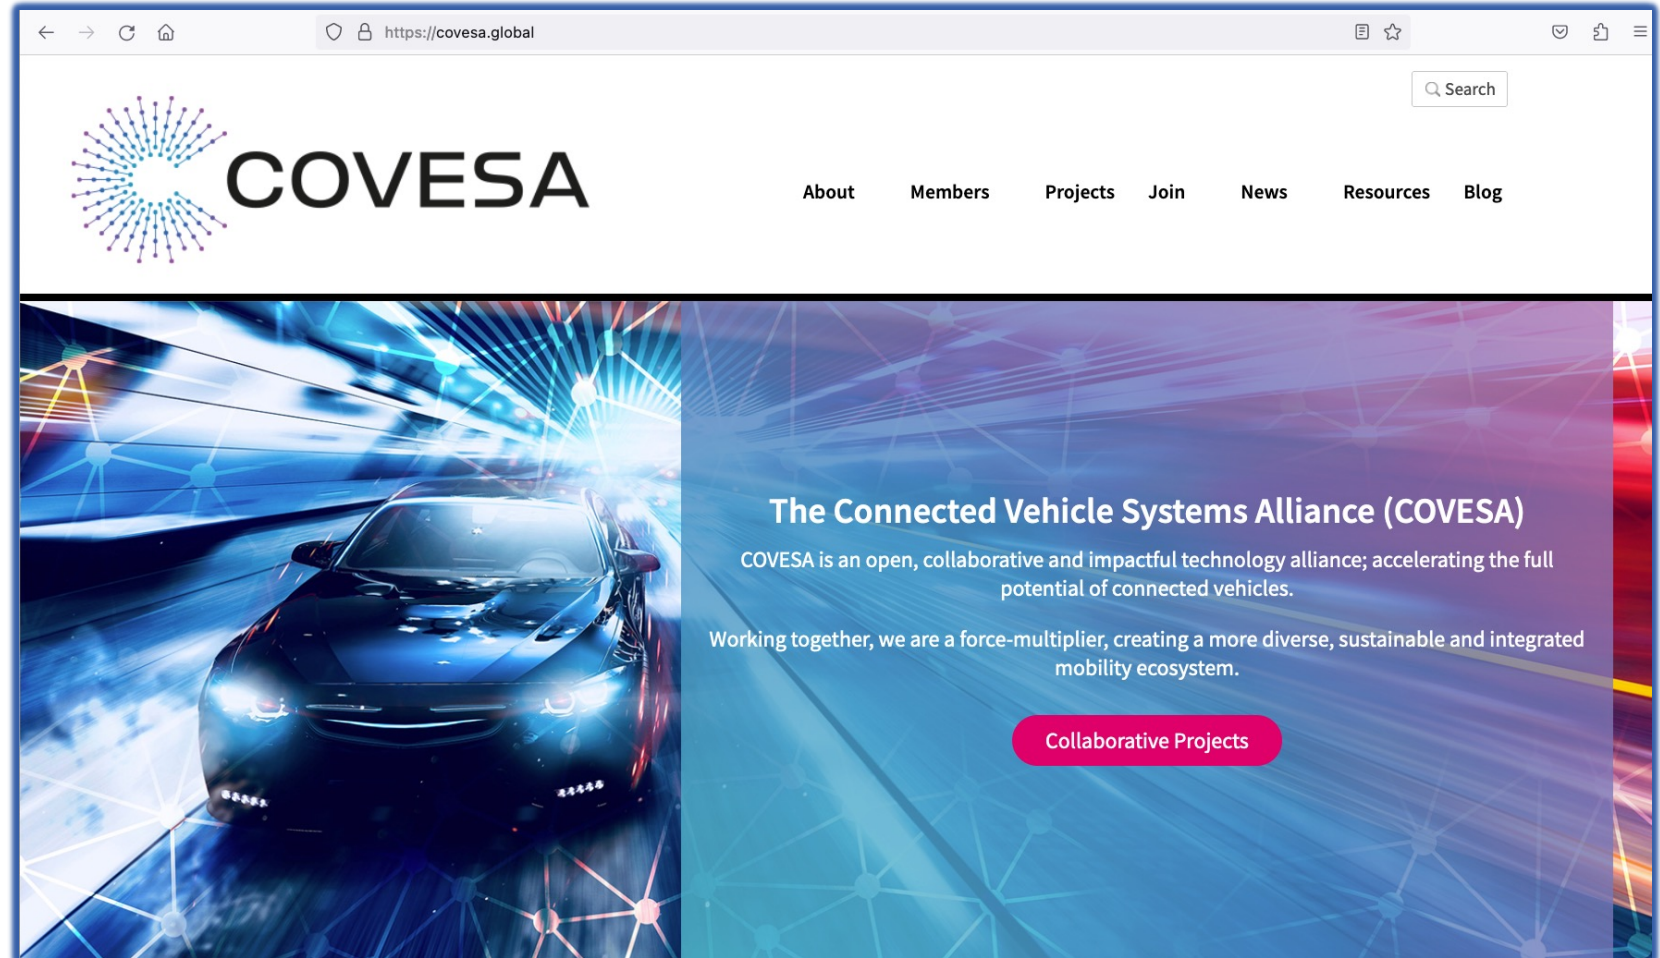 https://covesa.global
Search
COVESA
About Members Projects Join News Resources Blog
The Connected Vehicle Systems Alliance (COVESA)
COVESA is an open, collaborative and impactful technology alliance; accelerating the full
potential of connected vehicles.
Working together, we are a force-multiplier, creating a more diverse, sustainable and integrated
mobility ecosystem.
Collaborative Projects